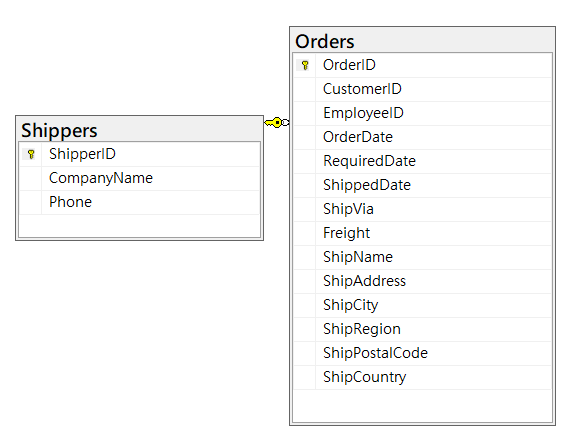 Shippers
ShipperID
CompanyName
Phone
Orders
OrderID
CustomerID
EmployeeID
OrderDate
RequiredDate
ShippedDate
ShipVia
Freight
ShipName
ShipAddress
ShipCity
ShipRegion
ShipPostalCode
ShipCountry